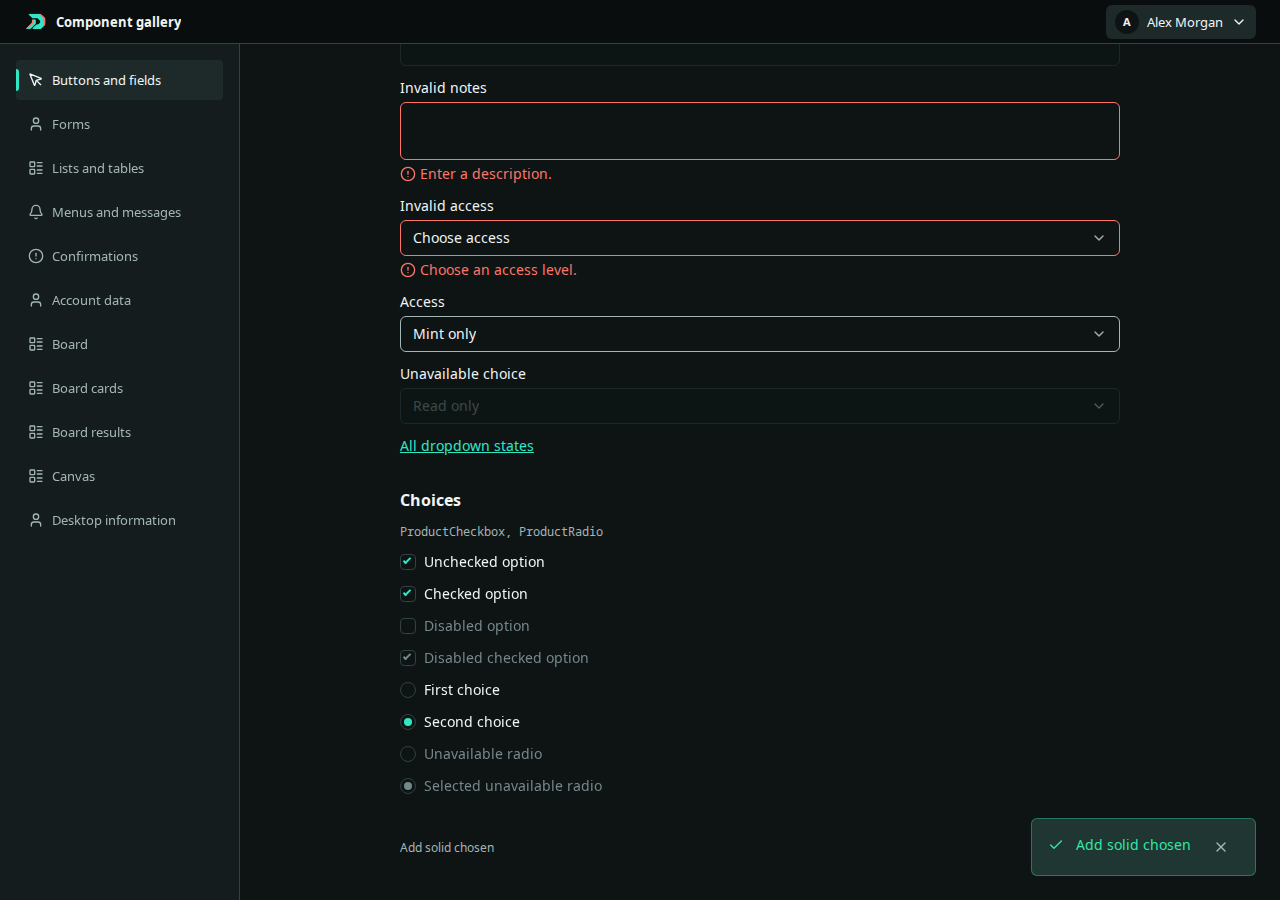 Component gallery
A Alex Morgan
Buttons and fields
Forms
Lists and tables
Menus and messages
Confirmations
Account data
Board
Board cards
Board results
Canvas
Desktop information
Invalid notes
Enter a description.
Invalid access
Choose access
Choose an access level.
Access
Mint only
Unavailable choice
Read only
All dropdown states
Choices
ProductCheckbox, ProductRadio
Unchecked option
Checked option
Disabled option
Disabled checked option
First choice
Second choice
Unavailable radio
Selected unavailable radio
Add solid chosen
Add solid chosen